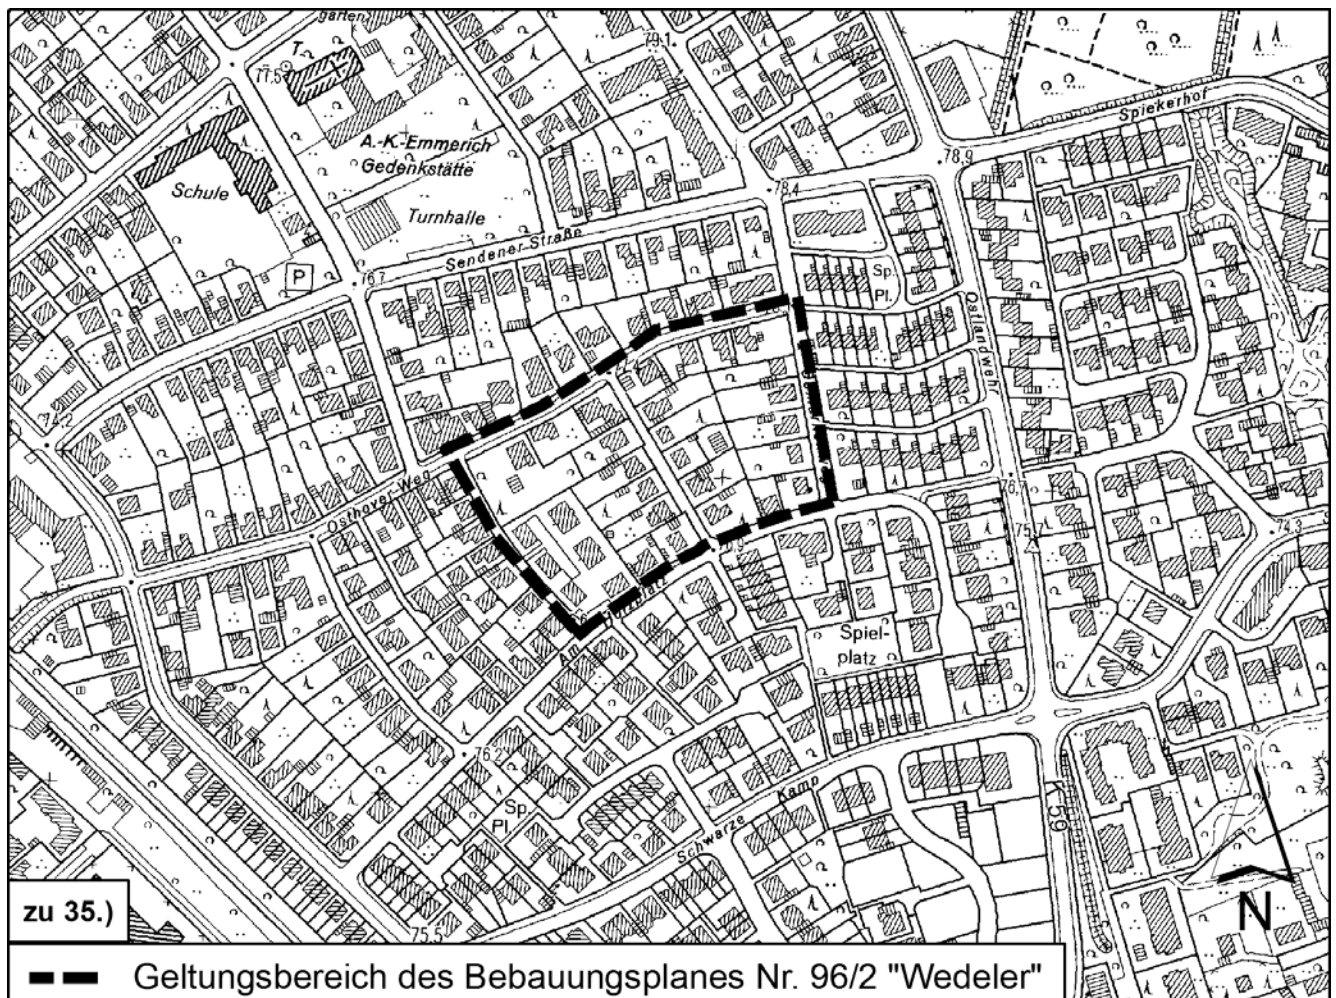 garten
T.
77.5
79.1
A.-K.-Emmerich
Gedenkstätte
Schule
Turnhalle
Sendener-Straße
P
76.7
78.4
78.9
Spiekerhof
Sp.
Pl.
Ostlandwehr
74.2
Osthover-Weg
76.7
74.3
Am
Spiel-
platz
76.2
Sp.
Pl.
Schwarze Kamp
K 59
75.5
N
zu 35.)
Geltungsbereich des Bebauungsplanes Nr. 96/2 "Wedeler"